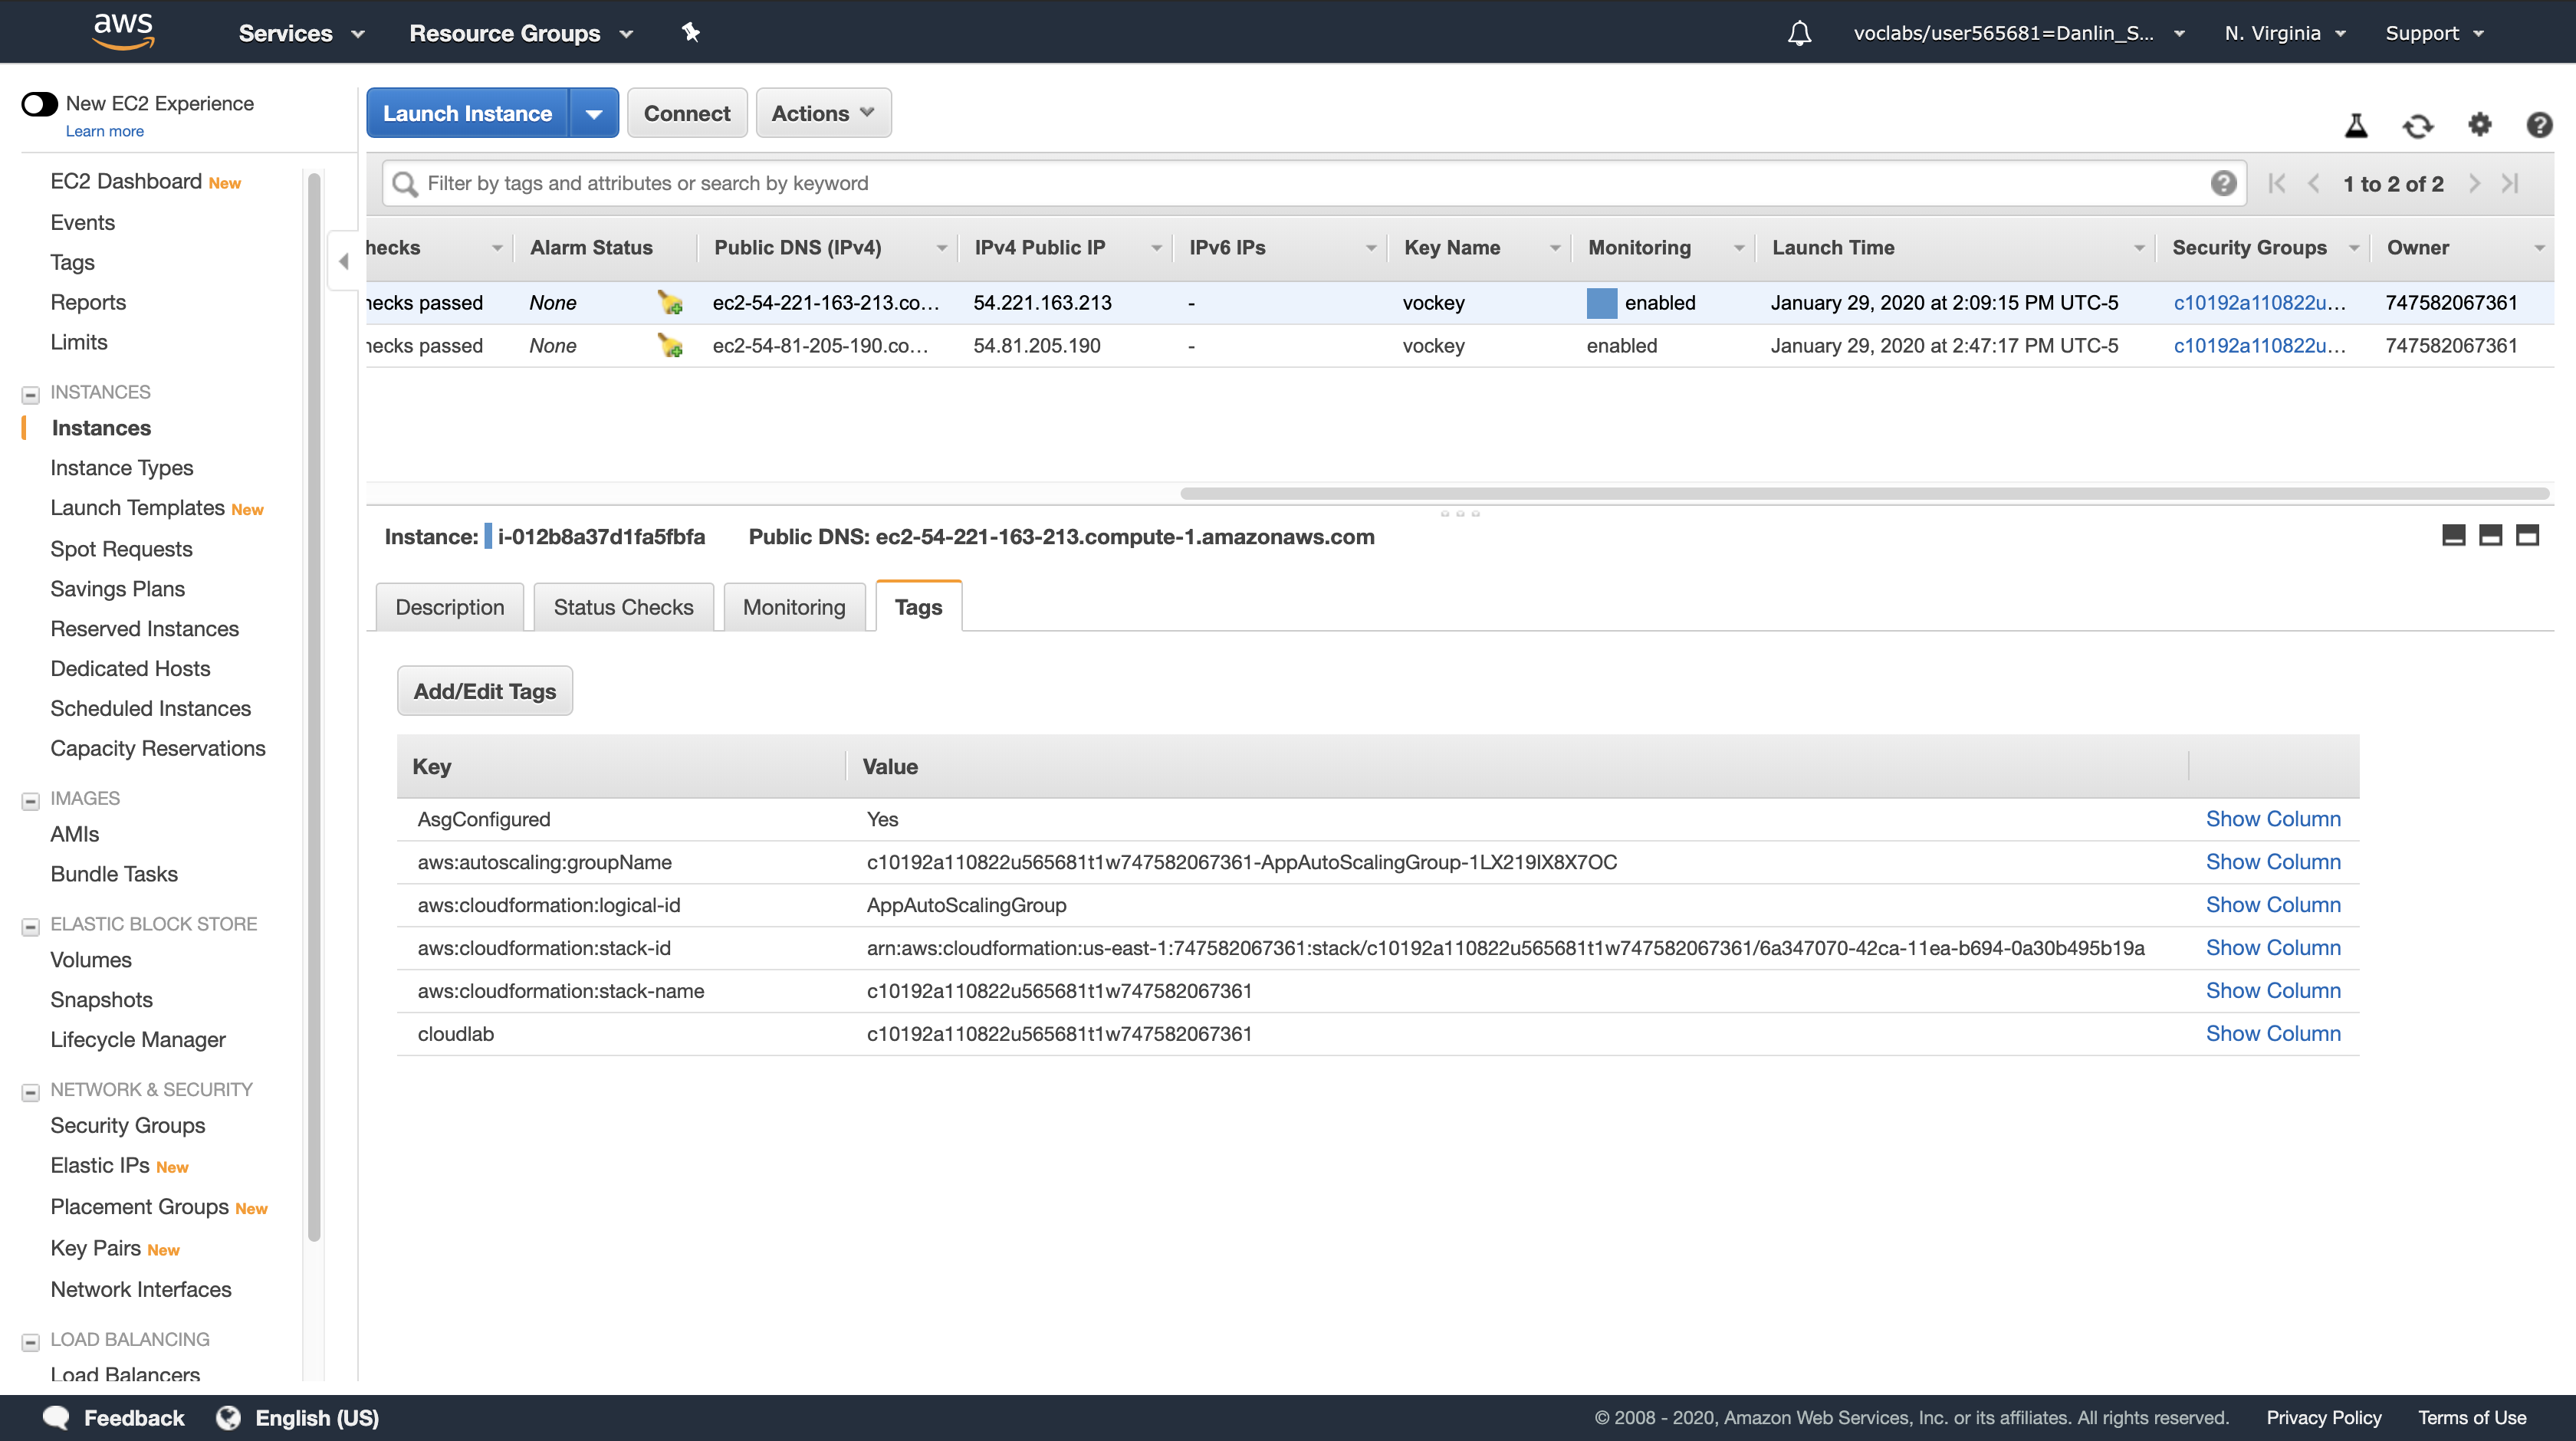 aws Services Resource Groups voclabs/user565681=Danlin_S... N. Virginia Support
New EC2 Experience
Learn more
EC2 Dashboard New
Events
Tags
Reports
Limits
INSTANCES
Instances
Instance Types
Launch Templates New
Spot Requests
Savings Plans
Reserved Instances
Dedicated Hosts
Scheduled Instances
Capacity Reservations
IMAGES
AMIs
Bundle Tasks
ELASTIC BLOCK STORE
Volumes
Snapshots
Lifecycle Manager
NETWORK & SECURITY
Security Groups
Elastic IPs New
Placement Groups New
Key Pairs New
Network Interfaces
LOAD BALANCING
Load Balancers
Launch Instance Connect Actions
Filter by tags and attributes or search by keyword 1 to 2 of 2
hecks Alarm Status Public DNS (IPv4) IPv4 Public IP IPv6 IPs Key Name Monitoring Launch Time Security Groups Owner
hecks passed None ec2-54-221-163-213.co... 54.221.163.213 - vockey enabled January 29, 2020 at 2:09:15 PM UTC-5 c10192a110822u... 747582067361
hecks passed None ec2-54-81-205-190.co... 54.81.205.190 - vockey enabled January 29, 2020 at 2:47:17 PM UTC-5 c10192a110822u... 747582067361
Instance: i-012b8a37d1fa5fbfa Public DNS: ec2-54-221-163-213.compute-1.amazonaws.com
Description Status Checks Monitoring Tags
Add/Edit Tags
Key Value
AsgConfigured Yes Show Column
aws:autoscaling:groupName c10192a110822u565681t1w747582067361-AppAutoScalingGroup-1LX219IX8X7OC Show Column
aws:cloudformation:logical-id AppAutoScalingGroup Show Column
aws:cloudformation:stack-id arn:aws:cloudformation:us-east-1:747582067361:stack/c10192a110822u565681t1w747582067361/6a347070-42ca-11ea-b694-0a30b495b19a Show Column
aws:cloudformation:stack-name c10192a110822u565681t1w747582067361 Show Column
cloudlab c10192a110822u565681t1w747582067361 Show Column
Feedback English (US) © 2008 - 2020, Amazon Web Services, Inc. or its affiliates. All rights reserved. Privacy Policy Terms of Use